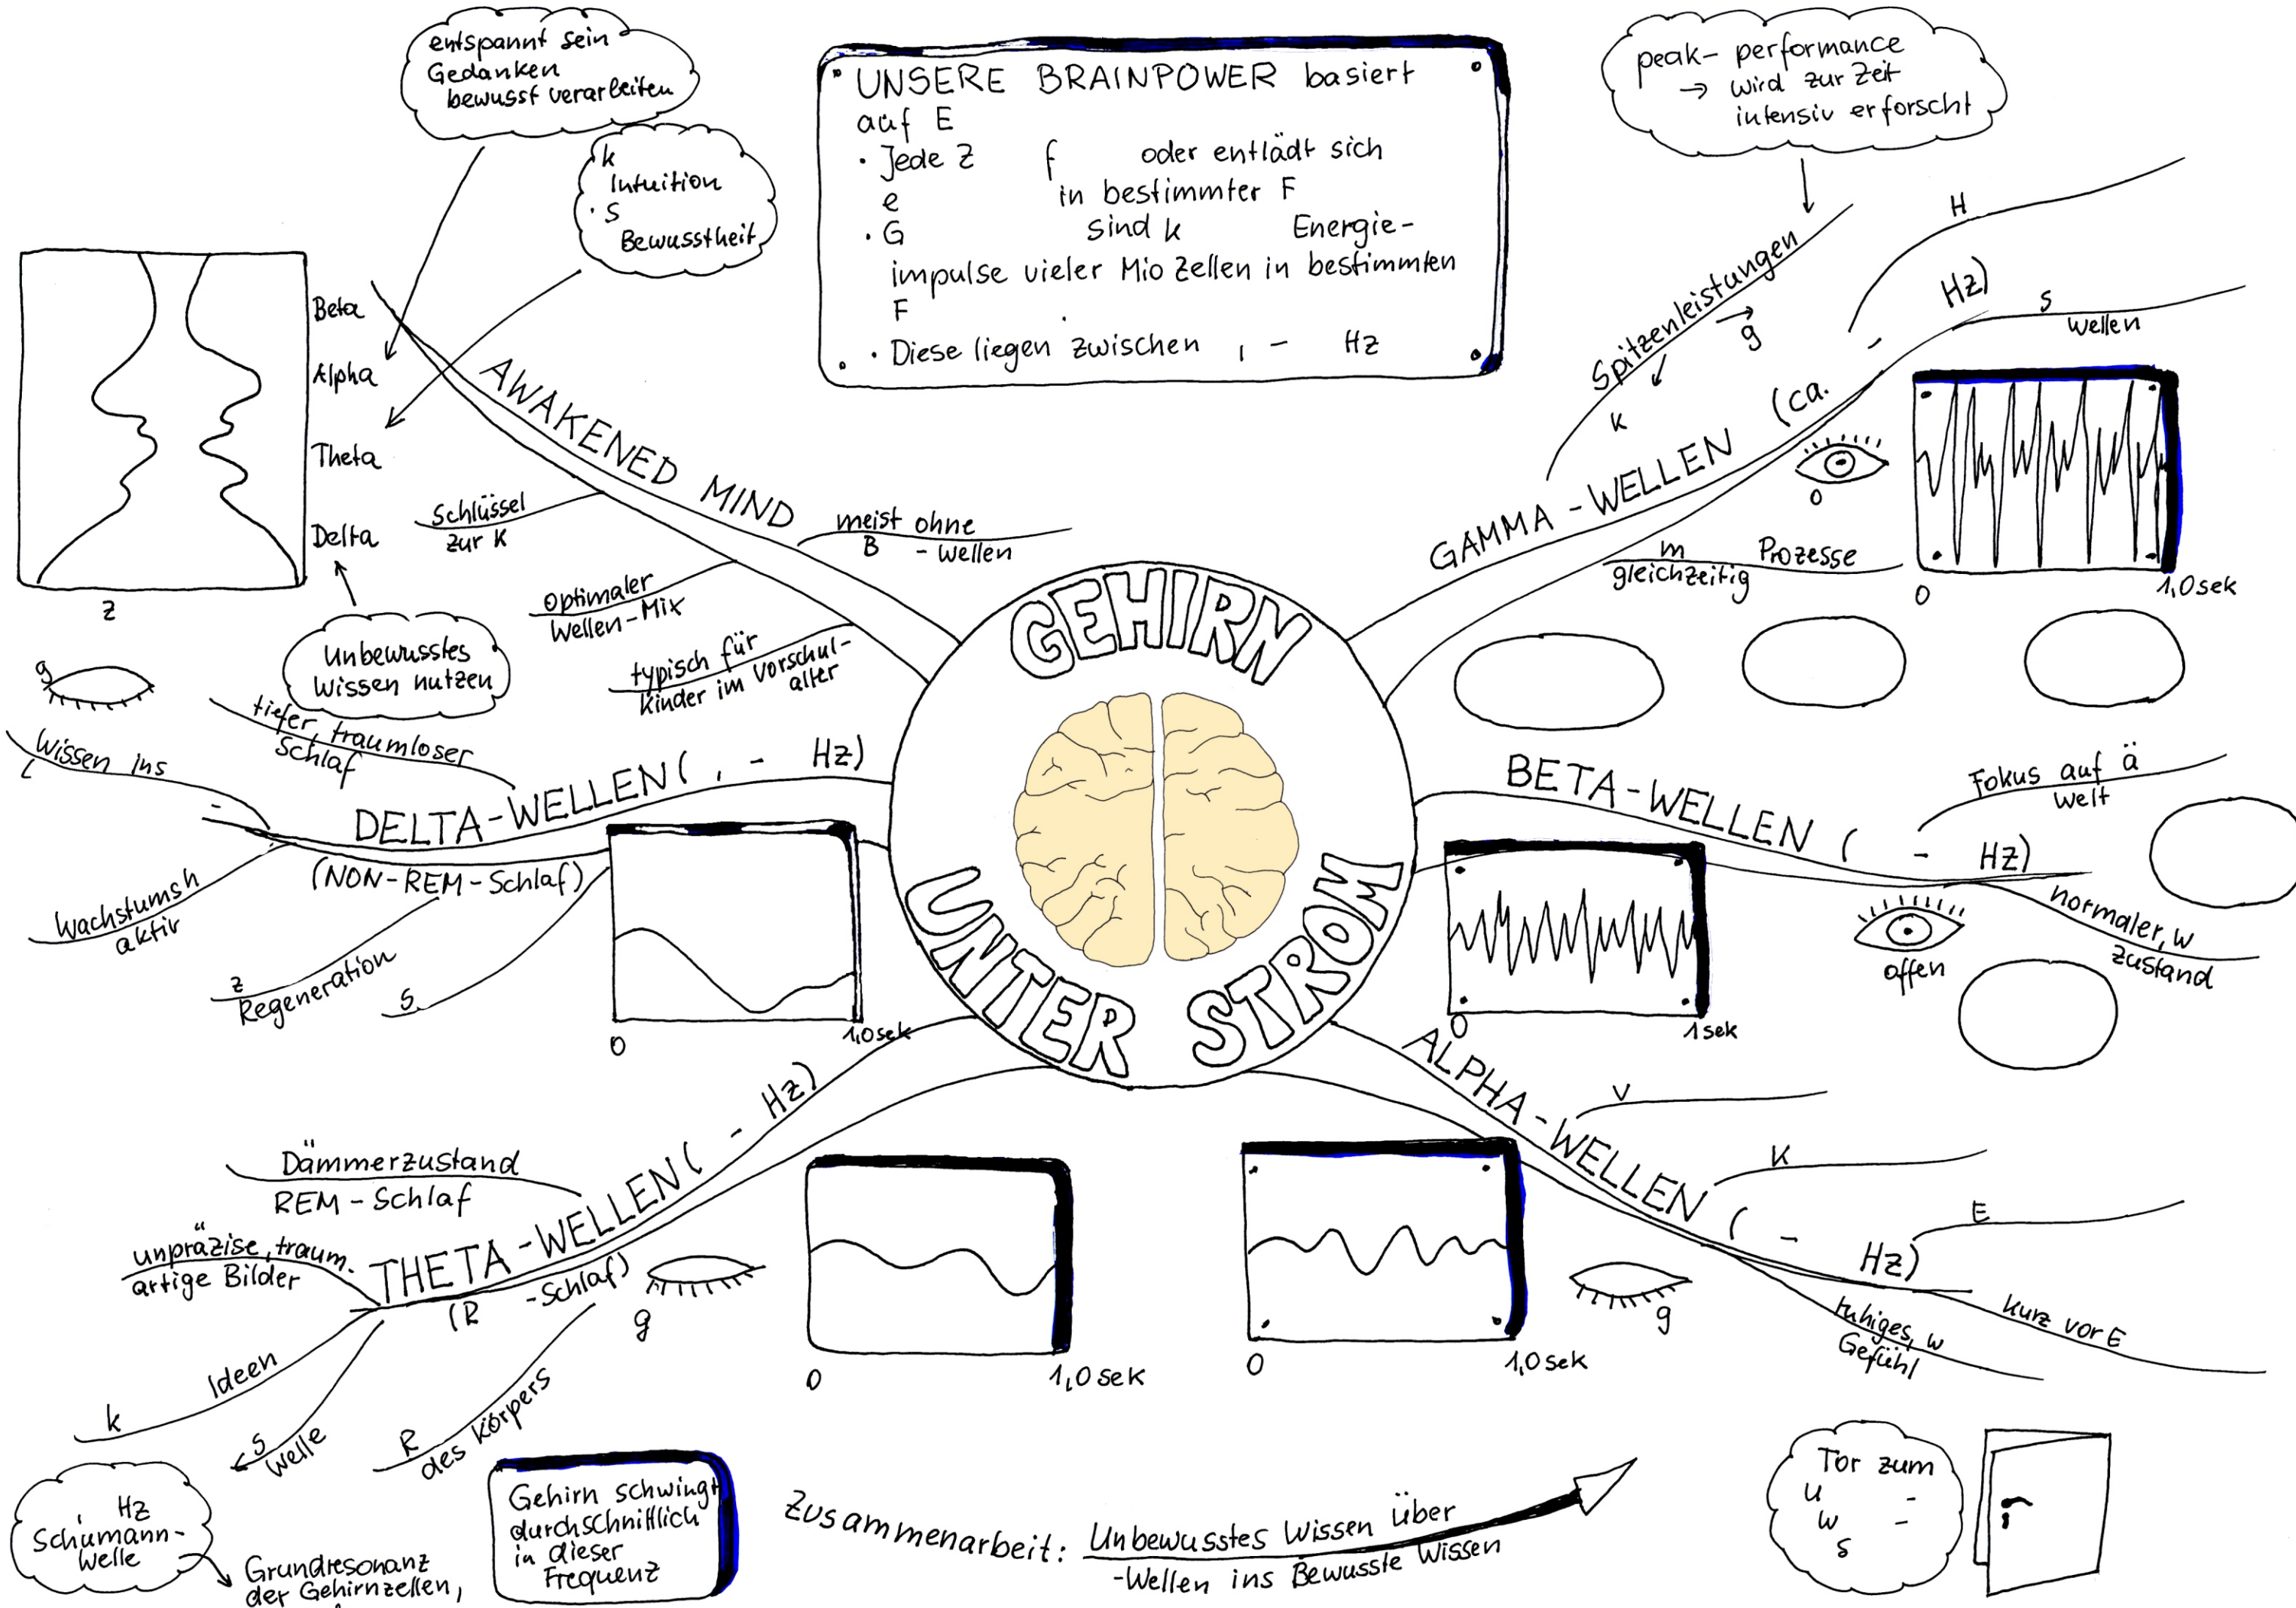 entspannt sein
Gedanken
bewusst verarbeiten
k
Intuition
· S
Bewusstheit
UNSERE BRAINPOWER basiert
auf E
· Jede Z f oder entlädt sich
e in bestimmter F
· G sind k Energie-
impulse vieler Mio Zellen in bestimmten
F
· Diese liegen zwischen , - Hz
peak- performance
→ wird zur Zeit
intensiv erforscht
Beta
Alpha
Theta
Delta
z
Unbewusstes
Wissen nutzen
AWAKENED MIND
Schlüssel
zur K
meist ohne
B - wellen
Optimaler
Wellen-Mix
typisch für
Kinder im Vorschul-
alter
GEHIRN
UNTER STROM
GAMMA-WELLEN (ca. - Hz)
Spitzenleistungen
→ g
k
H
S
wellen
o
m Prozesse
gleichzeitig
0 1,0sek
BETA-WELLEN ( - Hz)
Fokus auf ä
Welt
normaler, w
zustand
offen
0 1sek
ALPHA-WELLEN ( - Hz)
V
K
E
kurz vor E
ruhiges, w
Gefühl
g
0 1,0sek
Tor zum
u -
w -
s
g
DELTA-WELLEN ( , - Hz)
(NON-REM-Schlaf)
tiefer, traumloser
Schlaf
Wissen ins
L
-
Wachstumsh
aktiv
z
Regeneration
S
0 1,0sek
THETA-WELLEN ( - Hz)
(R -Schlaf)
Dämmerzustand
REM-Schlaf
unpräzise, traum-
artige Bilder
k Ideen
S
welle
R
des Körpers
g
0 1,0sek
, Hz
Schumann-
Welle
Grundresonanz
der Gehirnzellen,
Gehirn schwingt
durchschnittlich
in dieser
Frequenz
Zusammenarbeit: Unbewusstes Wissen über
-Wellen ins Bewusste Wissen